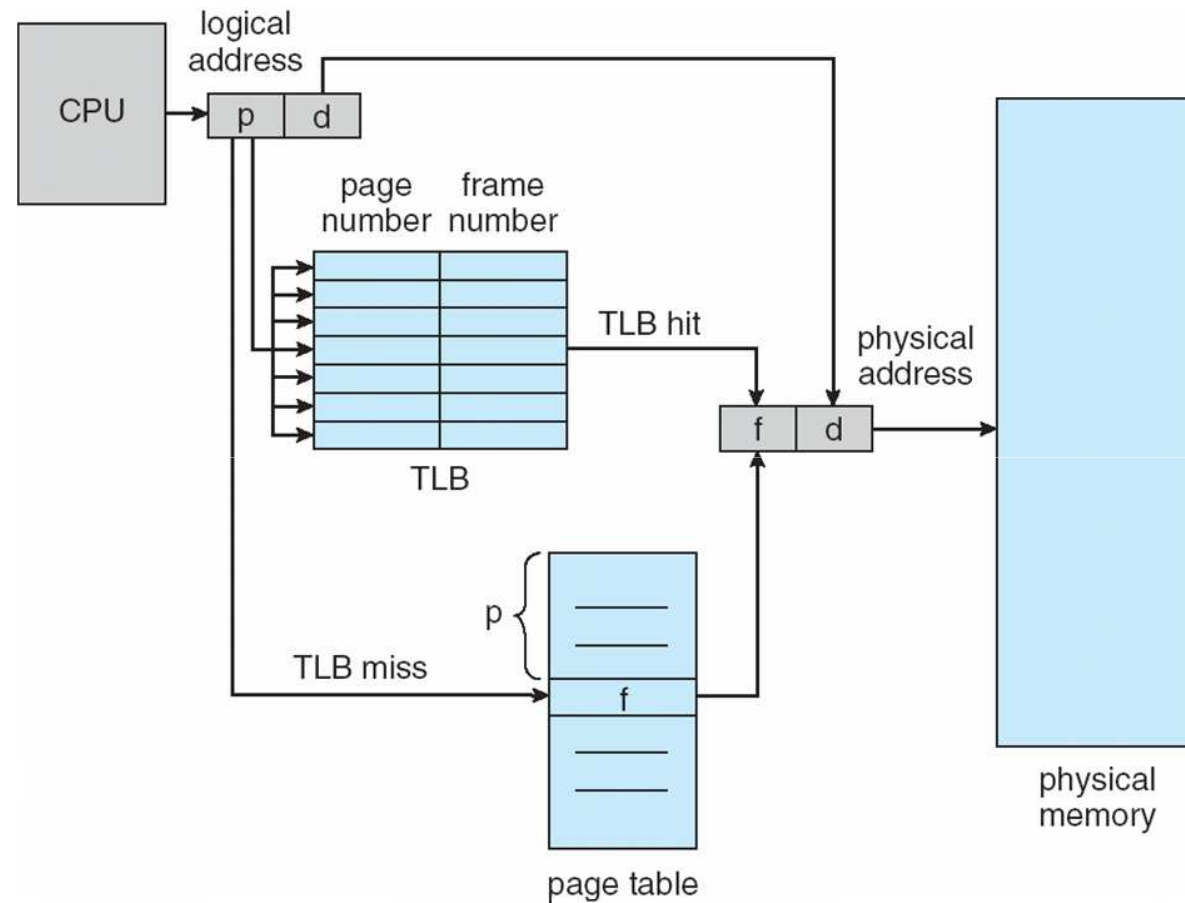 logical
address
CPU
p
d
page
number
frame
number
TLB hit
physical
address
f
d
TLB
p
TLB miss
f
physical
memory
page table